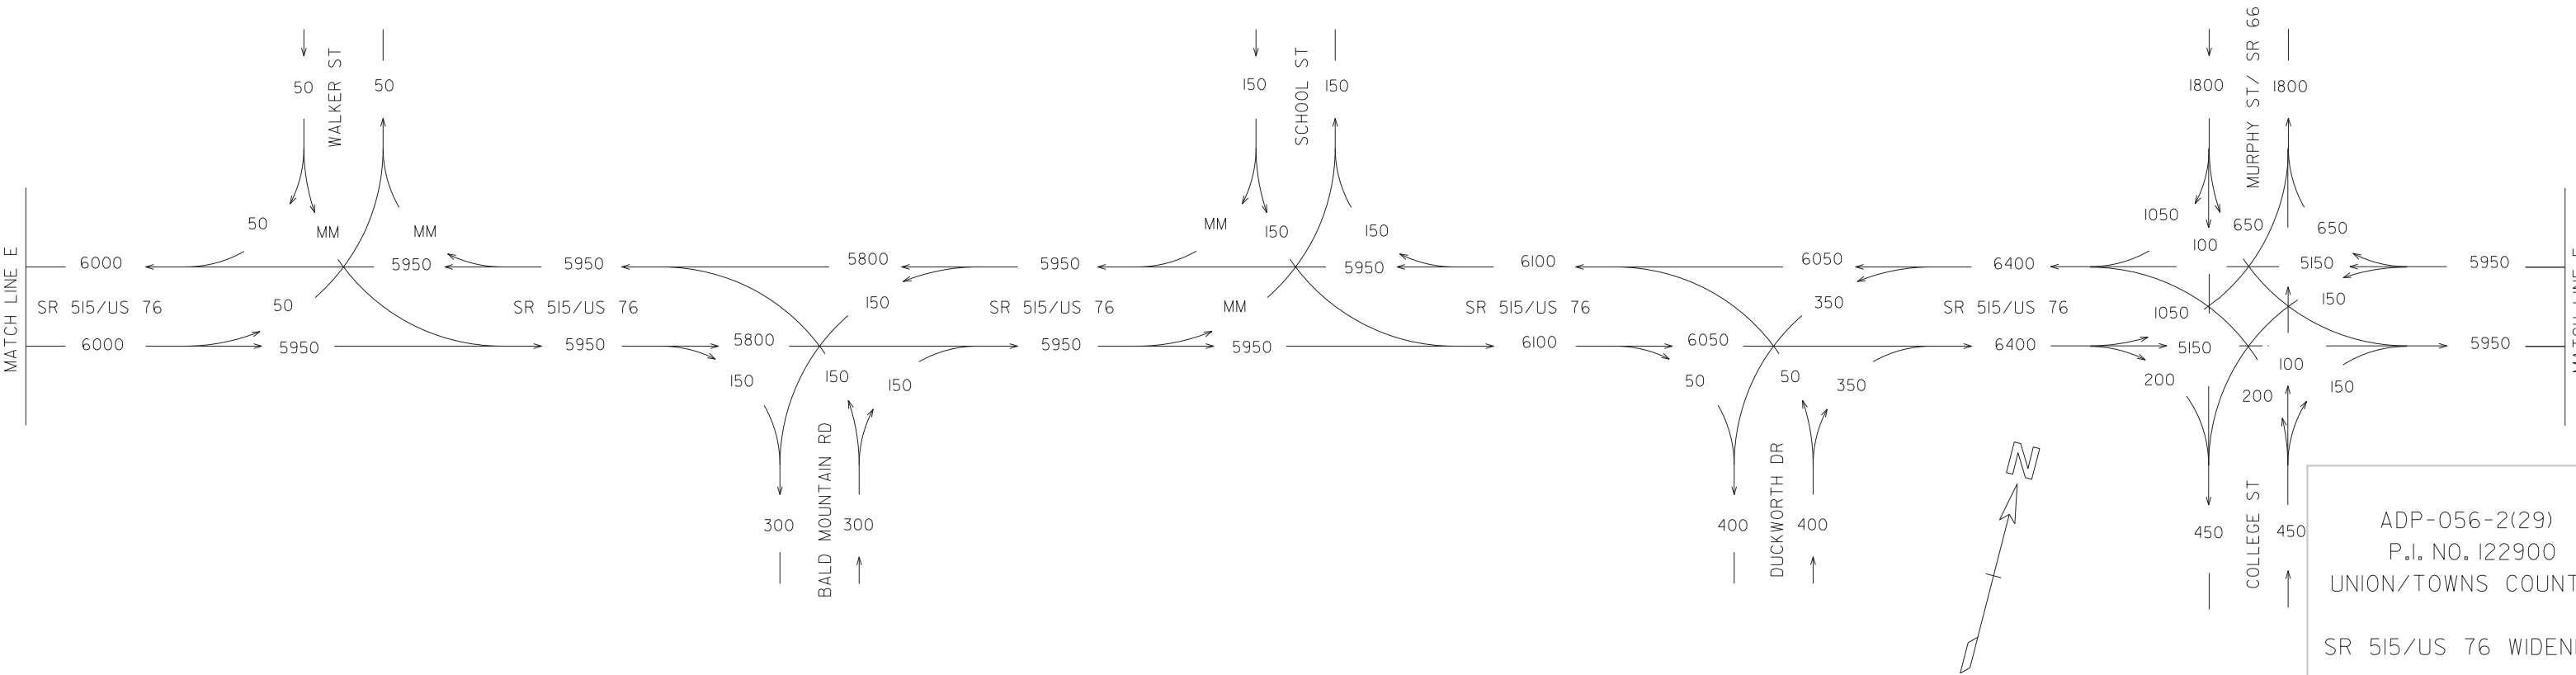 MATCH LINE E
6000
SR 515/US 76
6000
50
WALKER ST
50
50
MM
MM
5950
50
5950
5950
SR 515/US 76
5950
5800
150
5800
150
150
150
300
BALD MOUNTAIN RD
300
5950
SR 515/US 76
5950
150
SCHOOL ST
150
MM
150
150
5950
MM
5950
6100
SR 515/US 76
6100
6050
350
6050
50
50
350
400
DUCKWORTH DR
400
6400
SR 515/US 76
6400
1800
MURPHY ST/ SR 66
1800
1050
650
650
100
5150
150
1050
5150
200
100
200
150
5950
5950
450
COLLEGE ST
450
N
ADP-056-2(29)
P.I. NO. 122900
UNION/TOWNS COUNT
SR 515/US 76 WIDEN